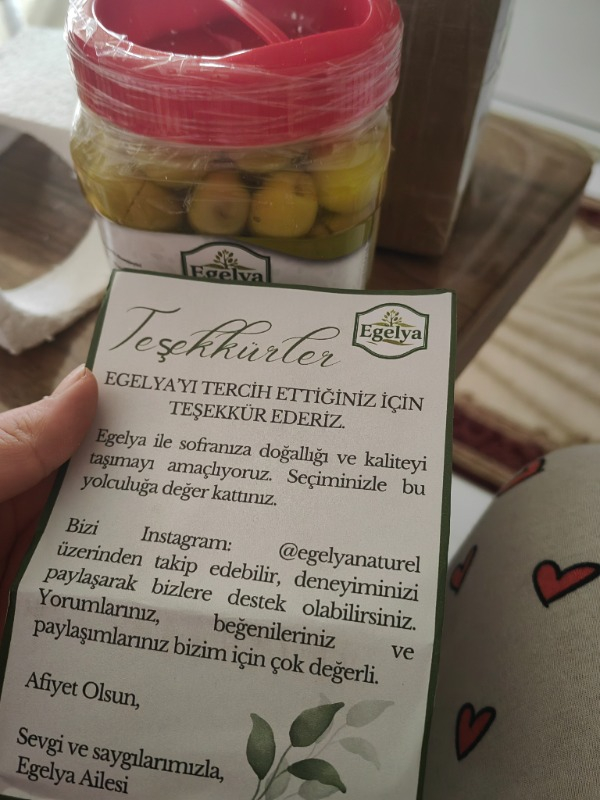 Egelya
Teşekkürler
Egelya
EGELYA'YI TERCİH ETTİĞİNİZ İÇİN
TEŞEKKÜR EDERİZ.
Egelya ile sofranıza doğallığı ve kaliteyi
taşımayı amaçlıyoruz. Seçiminizle bu
yolculuğa değer kattınız.
Bizi Instagram: @egelyanaturel
üzerinden takip edebilir, deneyiminizi
paylaşarak bizlere destek olabilirsiniz.
Yorumlarınız, beğenileriniz ve
paylaşımlarınız bizim için çok değerli.
Afiyet Olsun,
Sevgi ve saygılarımızla,
Egelya Ailesi